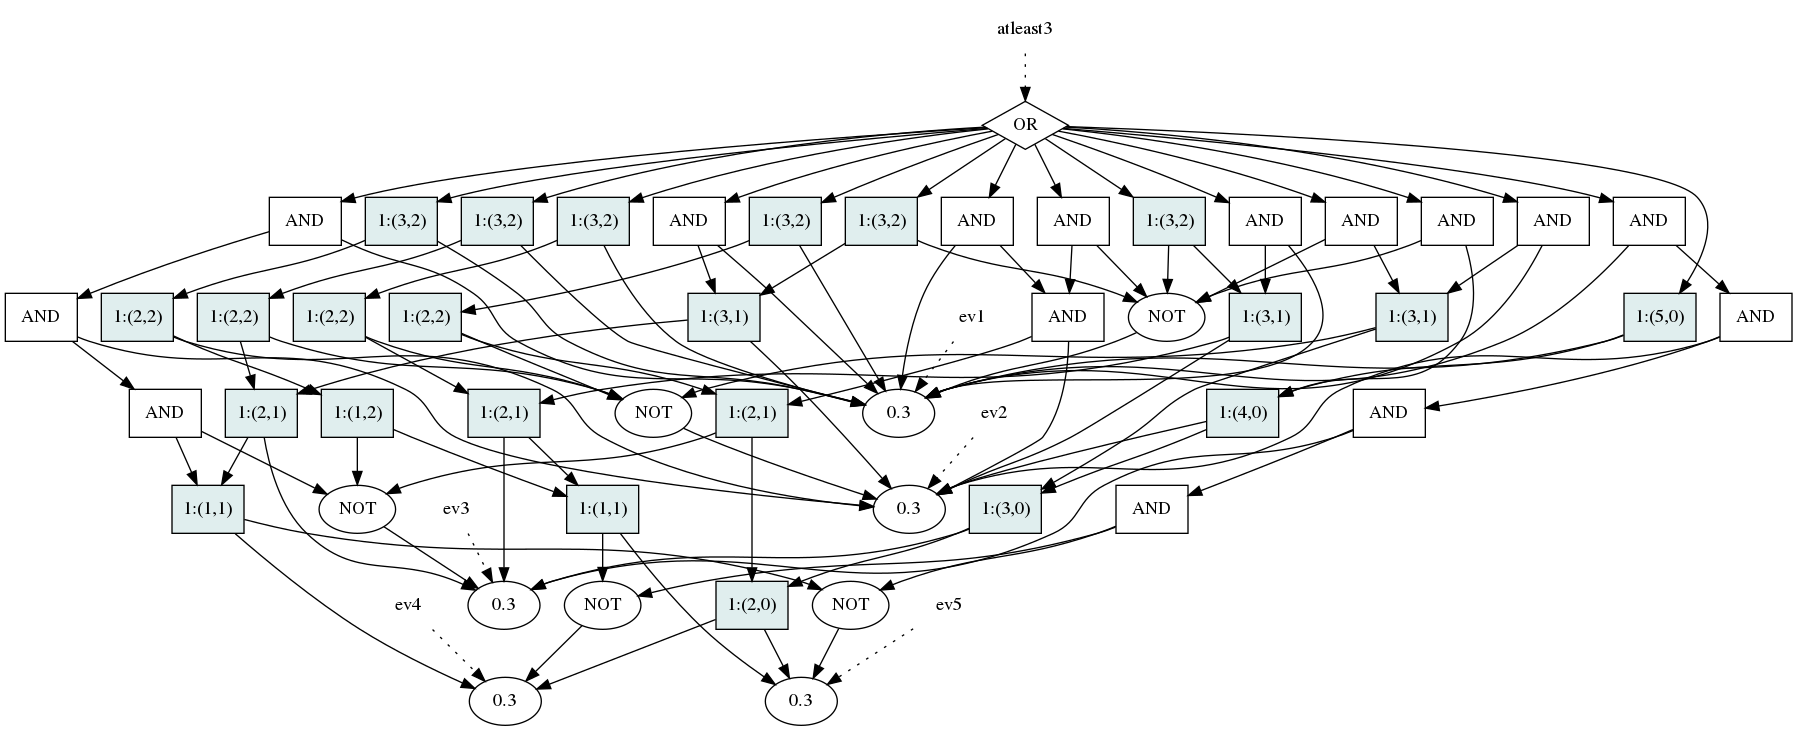 atleast3
OR
AND
1:(3,2)
1:(3,2)
1:(3,2)
AND
1:(3,2)
1:(3,2)
AND
AND
1:(3,2)
AND
AND
AND
AND
AND
AND
1:(2,2)
1:(2,2)
1:(2,2)
1:(2,2)
1:(3,1)
ev1
AND
NOT
1:(3,1)
1:(3,1)
1:(5,0)
AND
AND
1:(2,1)
1:(1,2)
1:(2,1)
NOT
1:(2,1)
0.3
ev2
1:(4,0)
AND
1:(1,1)
NOT
ev3
1:(1,1)
0.3
1:(3,0)
AND
ev4
0.3
NOT
1:(2,0)
NOT
ev5
0.3
0.3